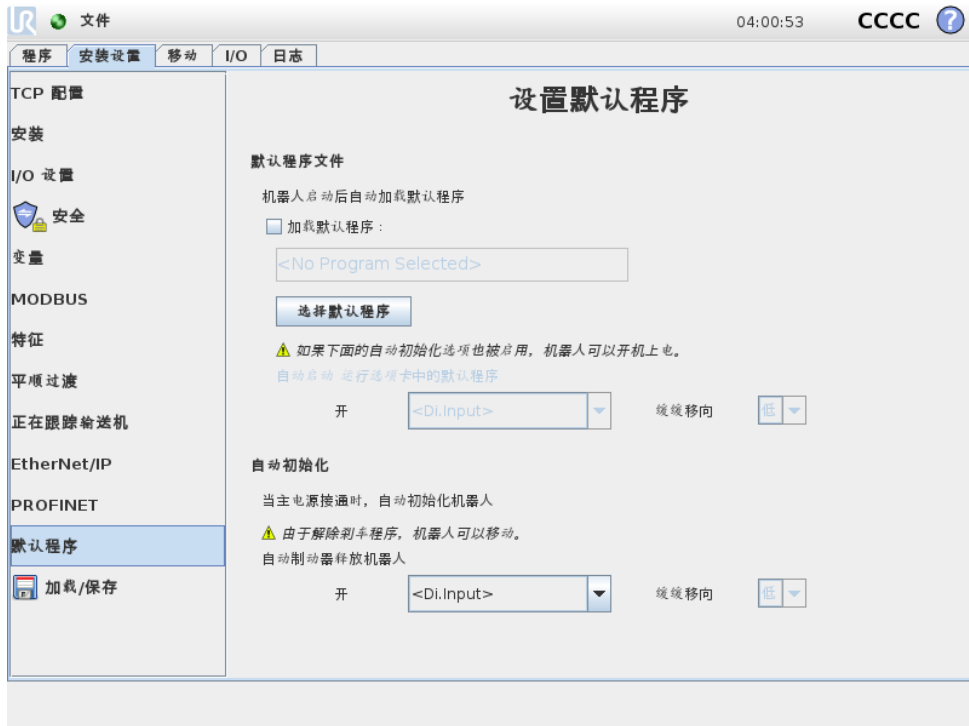 UR 文件 04:00:53 CCCC ?
程序 安装设置 移动 I/O 日志
TCP 配置
安装
I/O 设置
安全
变量
MODBUS
特征
平顺过渡
正在跟踪输送机
EtherNet/IP
PROFINET
默认程序
加载/保存
设置默认程序
默认程序文件
机器人启动后自动加载默认程序
加载默认程序：
<No Program Selected>
选择默认程序
如果下面的自动初始化选项也被启用，机器人可以开机上电。
自动启动 运行选项卡中的默认程序
开 <Di.Input> 缓缓移向 低
自动初始化
当主电源接通时，自动初始化机器人
由于解除刹车程序，机器人可以移动。
自动制动器释放机器人
开 <Di.Input> 缓缓移向 低